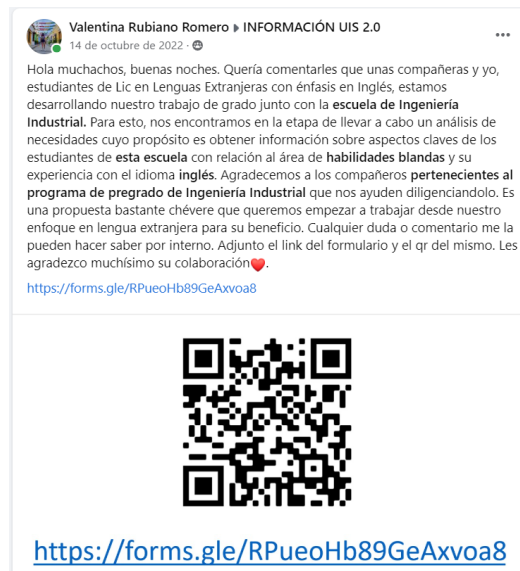 Valentina Rubiano Romero ▸ INFORMACIÓN UIS 2.0
14 de octubre de 2022 ·
Hola muchachos, buenas noches. Quería comentarles que unas compañeras y yo,
estudiantes de Lic en Lenguas Extranjeras con énfasis en Inglés, estamos
desarrollando nuestro trabajo de grado junto con la escuela de Ingeniería
Industrial. Para esto, nos encontramos en la etapa de llevar a cabo un análisis de
necesidades cuyo propósito es obtener información sobre aspectos claves de los
estudiantes de esta escuela con relación al área de habilidades blandas y su
experiencia con el idioma inglés. Agradecemos a los compañeros pertenecientes al
programa de pregrado de Ingeniería Industrial que nos ayuden diligenciandolo. Es
una propuesta bastante chévere que queremos empezar a trabajar desde nuestro
enfoque en lengua extranjera para su beneficio. Cualquier duda o comentario me la
pueden hacer saber por interno. Adjunto el link del formulario y el qr del mismo. Les
agradezco muchísimo su colaboración❤️.
https://forms.gle/RPueoHb89GeAxvoa8
https://forms.gle/RPueoHb89GeAxvoa8